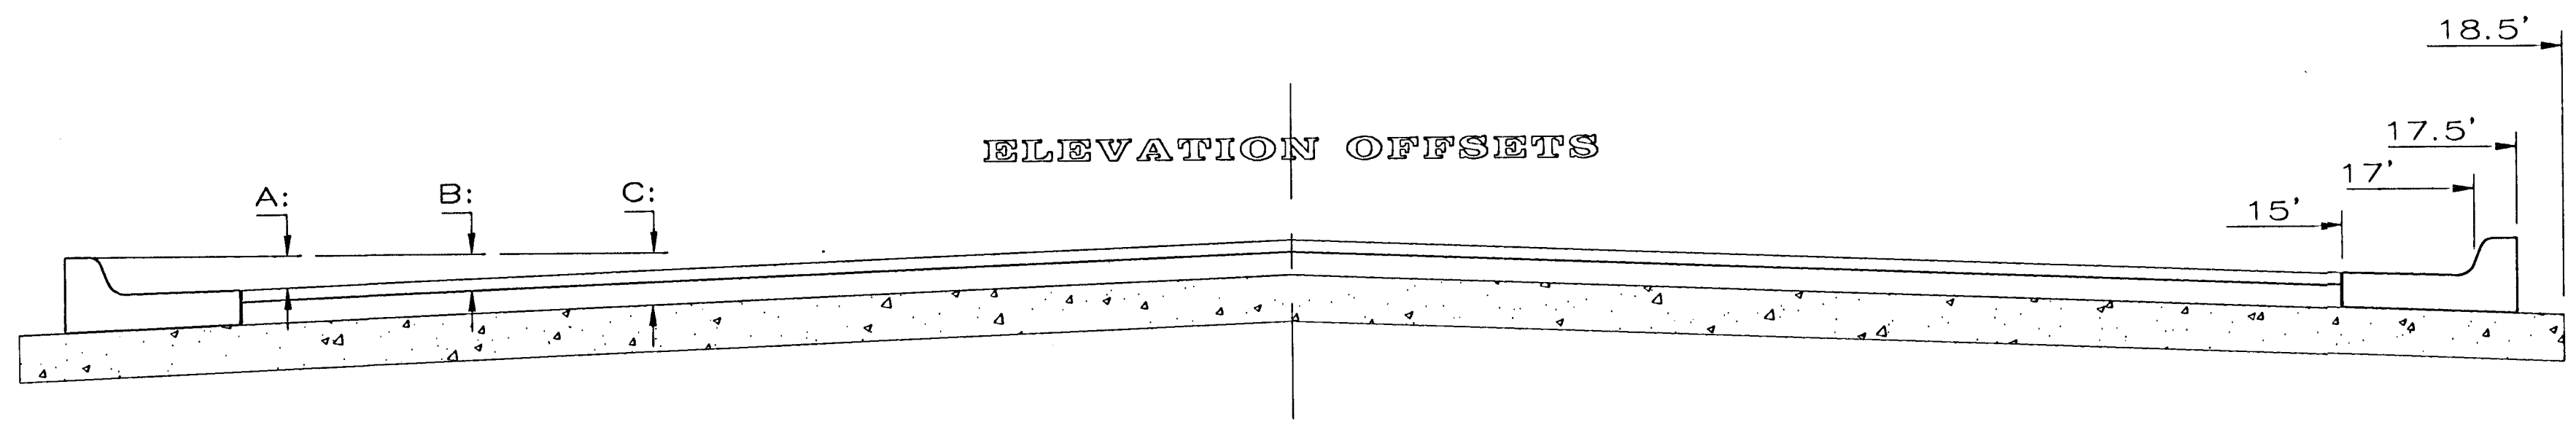 18.5'
ELEVATION OFFSETS
17.5'
17'
A:
B:
C:
15'